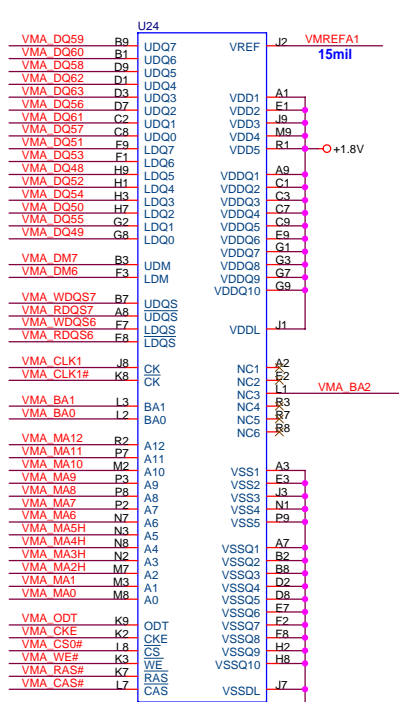 U24
VMA_DQ59 B9 UDQ7 VREF J2 VMREFA1
VMA_DQ60 B1 UDQ6 15mil
VMA_DQ58 D9 UDQ5
VMA_DQ62 D1 UDQ4
VMA_DQ63 D3 UDQ3 VDD1 A1
VMA_DQ56 D7 UDQ2 VDD2 E1
VMA_DQ61 C2 UDQ1 VDD3 J9
VMA_DQ57 C8 UDQ0 VDD4 M9
VMA_DQ51 F9 LDQ7 VDD5 R1 +1.8V
VMA_DQ53 F1 LDQ6
VMA_DQ48 H9 LDQ5 VDDQ1 A9
VMA_DQ52 H1 LDQ4 VDDQ2 C1
VMA_DQ54 H3 LDQ3 VDDQ3 C3
VMA_DQ50 H7 LDQ2 VDDQ4 C7
VMA_DQ55 G2 LDQ1 VDDQ5 C9
VMA_DQ49 G8 LDQ0 VDDQ6 E9
VDDQ7 G1
VMA_DM7 B3 UDM VDDQ8 G3
VMA_DM6 F3 LDM VDDQ9 G7
VDDQ10 G9
VMA_WDQS7 B7 UDQS
VMA_RDQS7 A8 UDQS
VMA_WDQS6 F7 LDQS VDDL J1
VMA_RDQS6 E8 LDQS
VMA_CLK1 J8 CK NC1 A2
VMA_CLK1# K8 CK NC2 E2
NC3 L1 VMA_BA2
VMA_BA1 L3 BA1 NC4 R3
VMA_BA0 L2 BA0 NC5 R7
NC6 R8
VMA_MA12 R2 A12
VMA_MA11 P7 A11
VMA_MA10 M2 A10 VSS1 A3
VMA_MA9 P3 A9 VSS2 E3
VMA_MA8 P8 A8 VSS3 J3
VMA_MA7 P2 A7 VSS4 N1
VMA_MA6 N7 A6 VSS5 P9
VMA_MA5H N3 A5
VMA_MA4H N8 A4 VSSQ1 A7
VMA_MA3H N2 A3 VSSQ2 B2
VMA_MA2H M7 A2 VSSQ3 B8
VMA_MA1 M3 A1 VSSQ4 D2
VMA_MA0 M8 A0 VSSQ5 D8
VSSQ6 E7
VMA_ODT K9 ODT VSSQ7 F2
VMA_CKE K2 CKE VSSQ8 F8
VMA_CS0# L8 CS VSSQ9 H2
VMA_WE# K3 WE VSSQ10 H8
VMA_RAS# K7 RAS
VMA_CAS# L7 CAS VSSDL J7